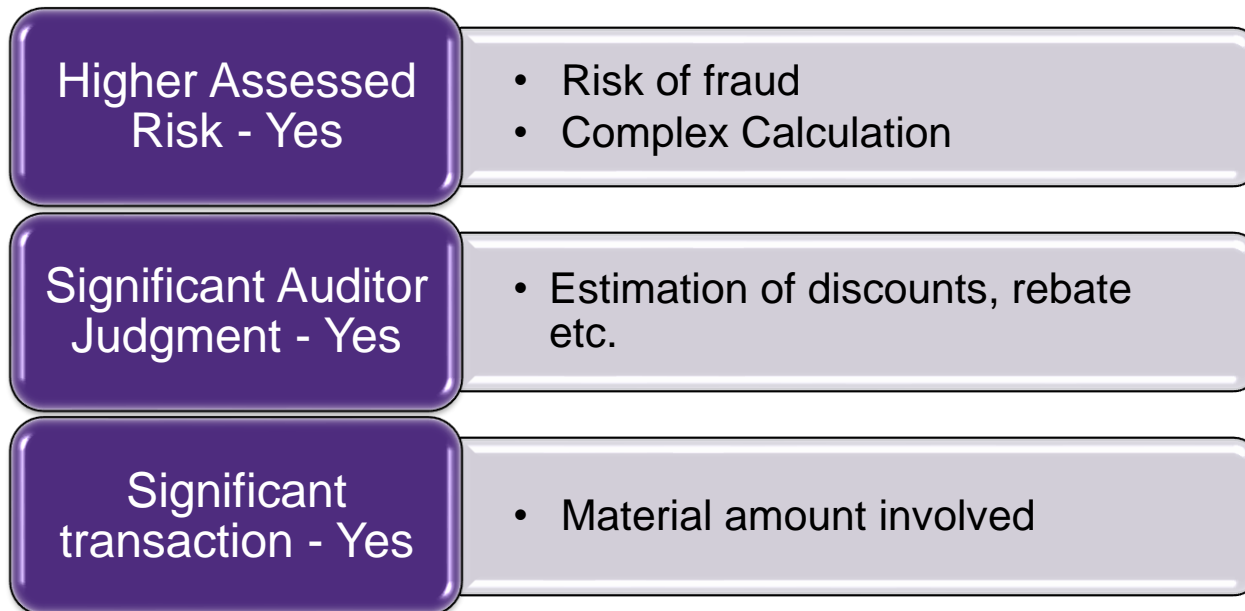 Higher Assessed
Risk - Yes
• Risk of fraud
• Complex Calculation
Significant Auditor
Judgment - Yes
• Estimation of discounts, rebate
etc.
Significant
transaction - Yes
• Material amount involved